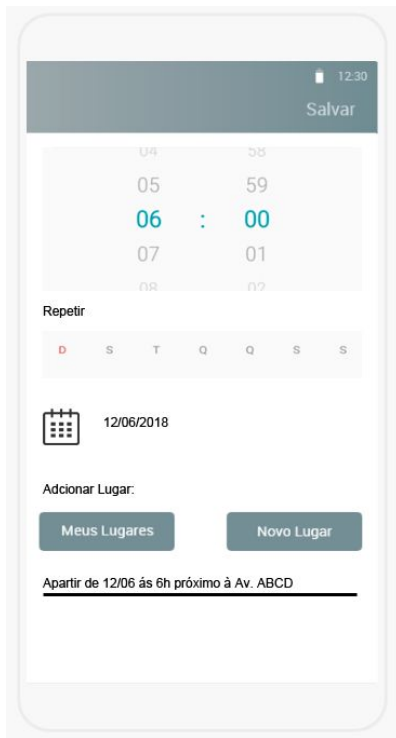 12:30
Salvar
04 58
05 59
06 : 00
07 01
08 02
Repetir
D S T Q Q S S
12/06/2018
Adcionar Lugar:
Meus Lugares Novo Lugar
Apartir de 12/06 ás 6h próximo à Av. ABCD